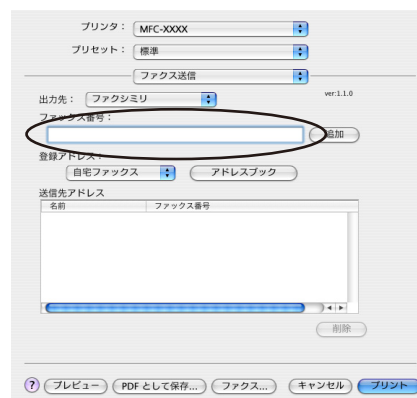 プリンタ： MFC-XXXX
プリセット： 標準
ファクス送信
出力先： ファクシミリ ver:1.1.0
ファックス番号：
追加
登録アドレス：
自宅ファックス アドレスブック
送信先アドレス
名前 ファックス番号
削除
? プレビュー PDF として保存... ファクス... キャンセル プリント